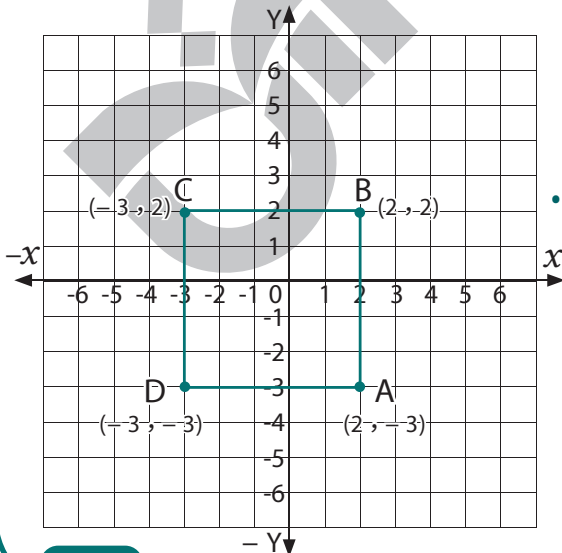 Y
6
5
4
3
C B
(– 3 , 2) 2 (2 , 2)
1
–x x
-6 -5 -4 -3 -2 -1 0 1 2 3 4 5 6
-1
-2
D -3 A
(– 3 , – 3) -4 (2 , – 3)
-5
-6
– Y